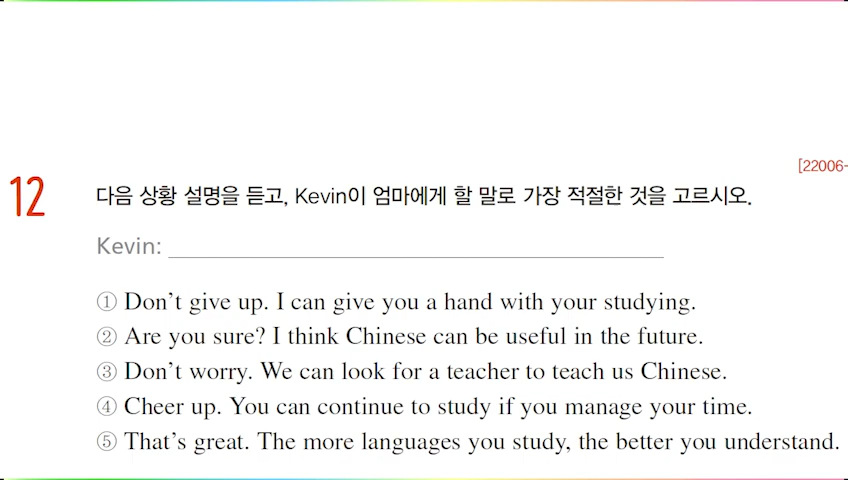 [22006-
12 다음 상황 설명을 듣고, Kevin이 엄마에게 할 말로 가장 적절한 것을 고르시오.
Kevin:
① Don’t give up. I can give you a hand with your studying.
② Are you sure? I think Chinese can be useful in the future.
③ Don’t worry. We can look for a teacher to teach us Chinese.
④ Cheer up. You can continue to study if you manage your time.
⑤ That’s great. The more languages you study, the better you understand.